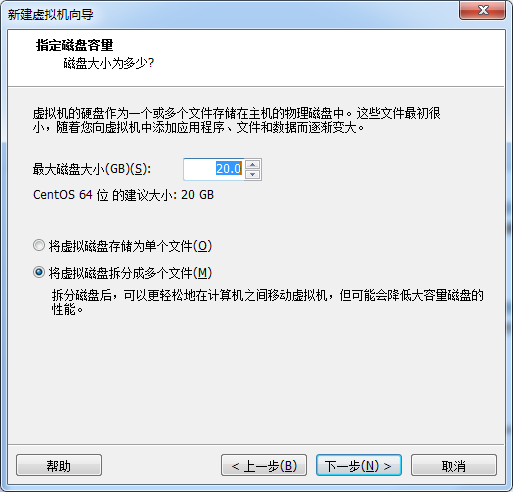 新建虚拟机向导
指定磁盘容量
磁盘大小为多少?
虚拟机的硬盘作为一个或多个文件存储在主机的物理磁盘中。这些文件最初很
小，随着您向虚拟机中添加应用程序、文件和数据而逐渐变大。
最大磁盘大小(GB)(S): 20.0
CentOS 64 位 的建议大小: 20 GB
将虚拟磁盘存储为单个文件(O)
将虚拟磁盘拆分成多个文件(M)
拆分磁盘后，可以更轻松地在计算机之间移动虚拟机，但可能会降低大容量磁盘的
性能。
帮助 < 上一步(B) 下一步(N) > 取消